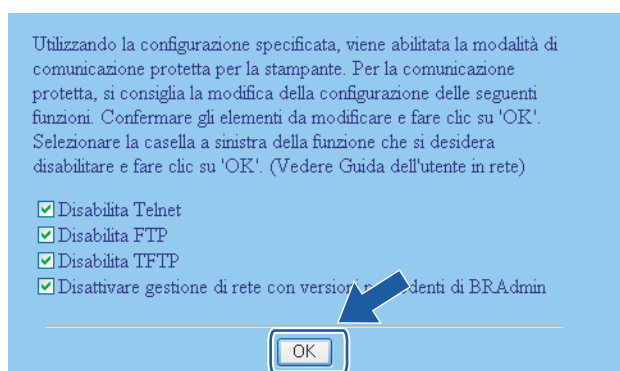 Utilizzando la configurazione specificata, viene abilitata la modalità di
comunicazione protetta per la stampante. Per la comunicazione
protetta, si consiglia la modifica della configurazione delle seguenti
funzioni. Confermare gli elementi da modificare e fare clic su 'OK'.
Selezionare la casella a sinistra della funzione che si desidera
disabilitare e fare clic su 'OK'. (Vedere Guida dell'utente in rete)
Disabilita Telnet
Disabilita FTP
Disabilita TFTP
Disattivare gestione di rete con versioni di BRAdmin
OK